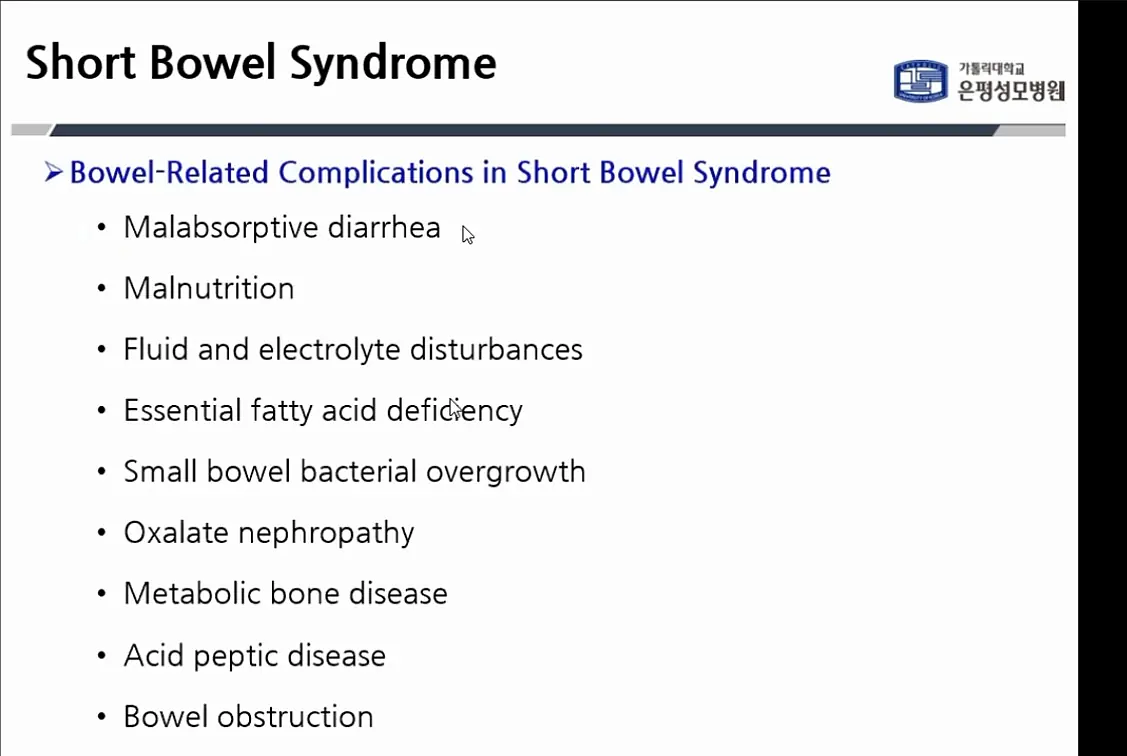 Short Bowel Syndrome
가톨릭대학교
은평성모병원
Bowel-Related Complications in Short Bowel Syndrome
• Malabsorptive diarrhea
• Malnutrition
• Fluid and electrolyte disturbances
• Essential fatty acid deficiency
• Small bowel bacterial overgrowth
• Oxalate nephropathy
• Metabolic bone disease
• Acid peptic disease
• Bowel obstruction